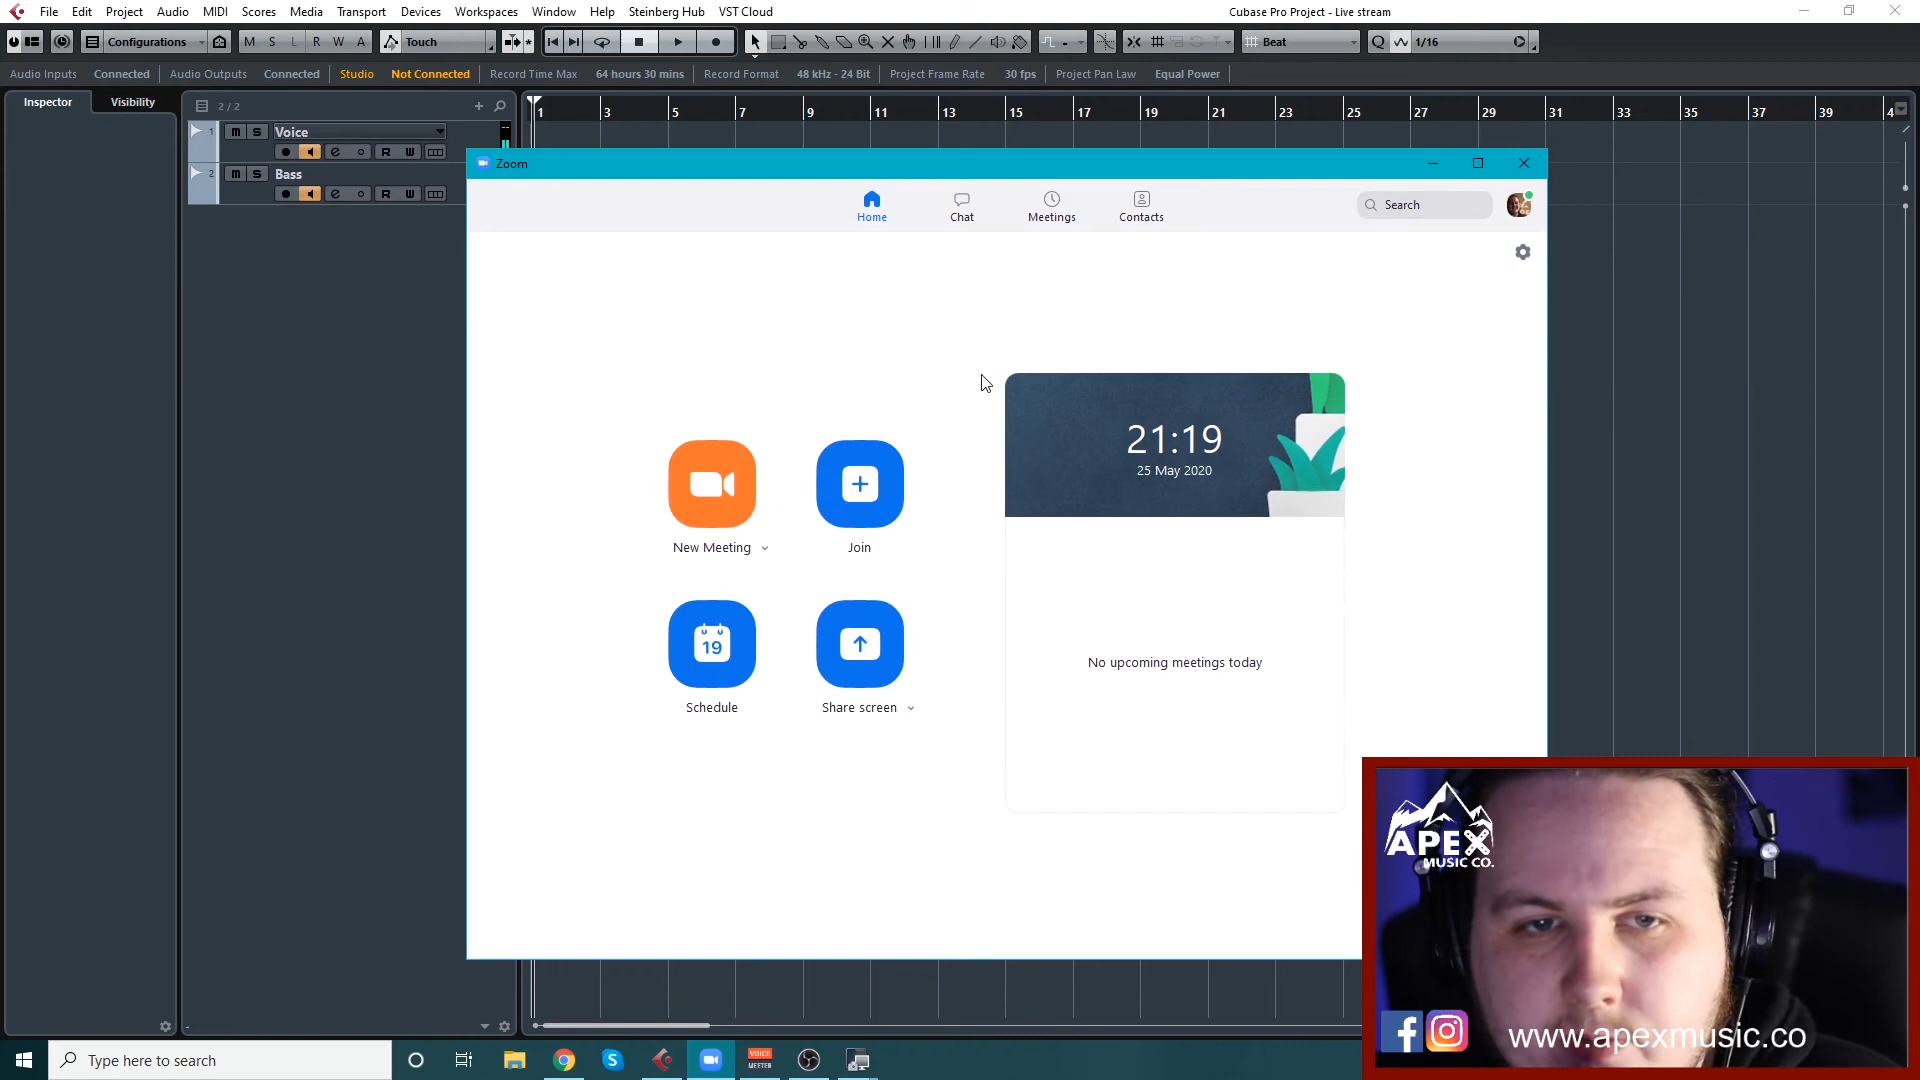 File Edit Project Audio MIDI Scores Media Transport Devices Workspaces Window Help Steinberg Hub VST Cloud
Cubase Pro Project - Live stream
Configurations M S L R W A Touch
Beat
Q 1/16
Audio Inputs Connected Audio Outputs Connected Studio Not Connected Record Time Max 64 hours 30 mins Record Format 48 kHz - 24 Bit Project Frame Rate 30 fps Project Pan Law Equal Power
Inspector Visibility
2 / 2
1 3 5 7 9 11 13 15 17 19 21 23 25 27 29 31 33 35 37 39 4
1 m S Voice
e R W
2 m S Bass
e R W
Zoom
Home
Chat
Meetings
Contacts
Search
21:19
25 May 2020
New Meeting
Join
No upcoming meetings today
19
Schedule
Share screen
APEX
MUSIC CO.
www.apexmusic.co
Type here to search
VOICE
MEETER